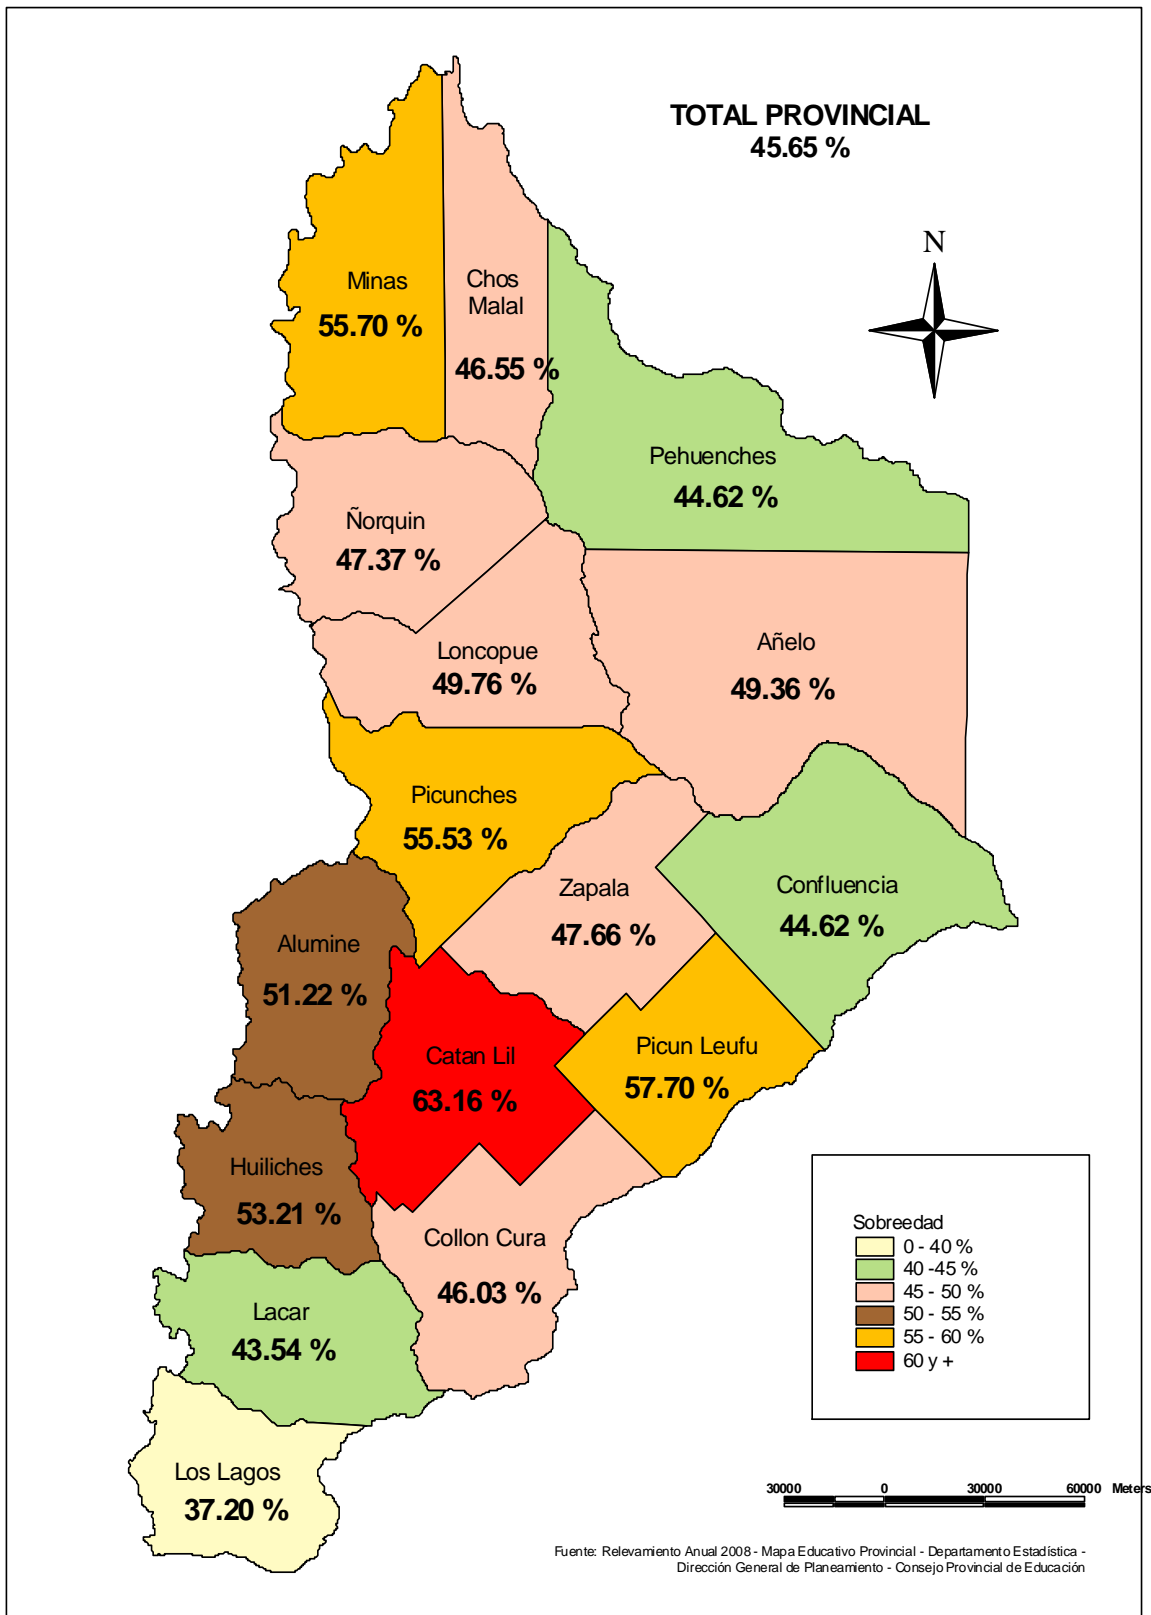 TOTAL PROVINCIAL
45.65 %
N
Minas
55.70 %
Chos
Malal
46.55 %
Pehuenches
44.62 %
Ñorquin
47.37 %
Loncopue
49.76 %
Añelo
49.36 %
Picunches
55.53 %
Zapala
47.66 %
Confluencia
44.62 %
Alumine
51.22 %
Catan Lil
63.16 %
Picun Leufu
57.70 %
Huiliches
53.21 %
Collon Cura
46.03 %
Lacar
43.54 %
Los Lagos
37.20 %
Sobreedad
0 - 40 %
40 -45 %
45 - 50 %
50 - 55 %
55 - 60 %
60 y +
30000 0 30000 60000 Meters
Fuente: Relevamiento Anual 2008 - Mapa Educativo Provincial - Departamento Estadística -
Dirección General de Planeamiento - Consejo Provincial de Educación